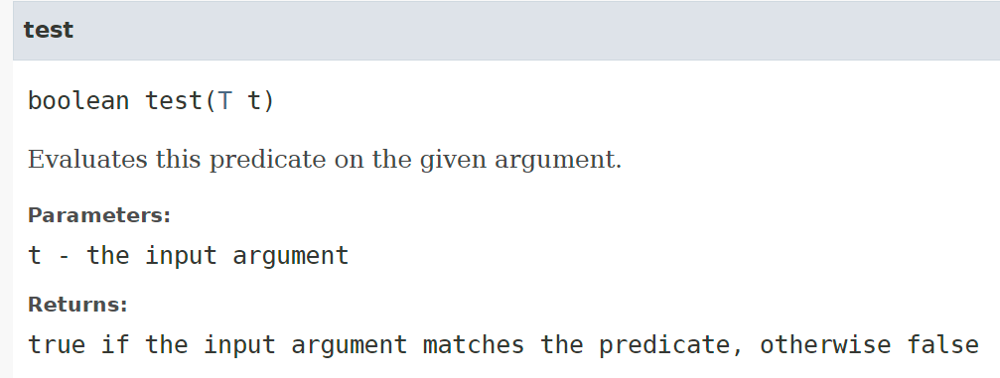 test
boolean test(T t)
Evaluates this predicate on the given argument.
Parameters:
t - the input argument
Returns:
true if the input argument matches the predicate, otherwise false